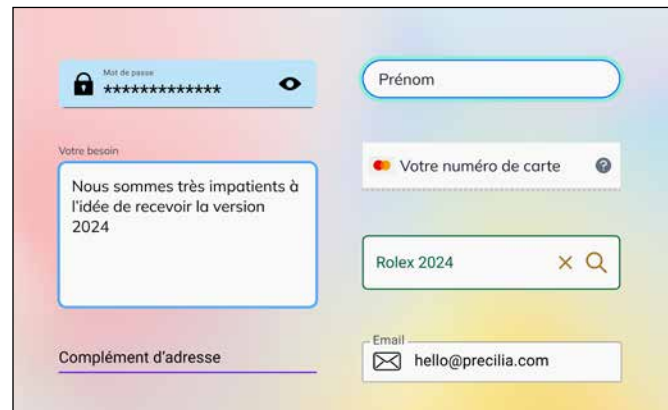 Mot de passe
*************
Votre besoin
Nous sommes très impatients à
l'idée de recevoir la version
2024
Complément d'adresse
Prénom
Votre numéro de carte
?
Rolex 2024
Email
hello@precilia.com